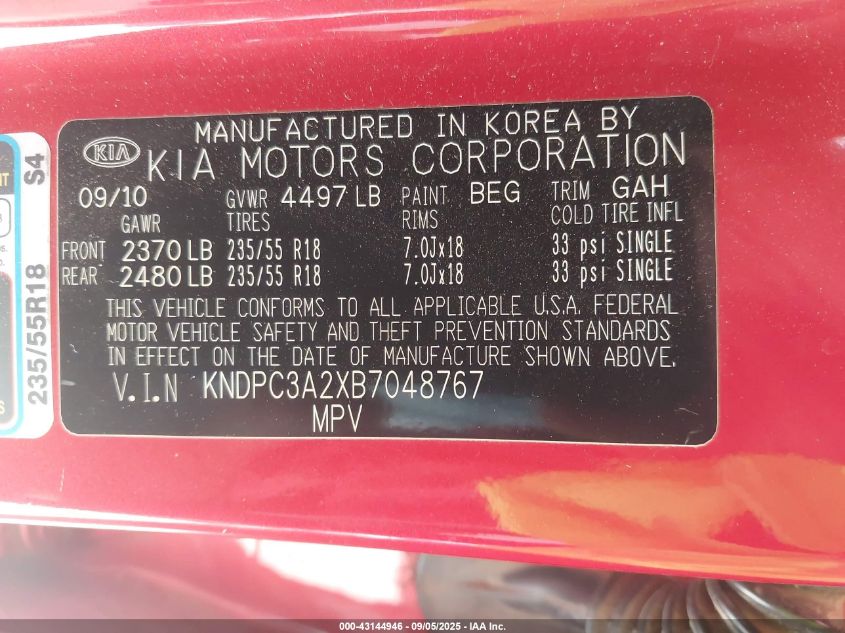 MANUFACTURED IN KOREA BY
KIA KIA MOTORS CORPORATION
09/10 GVWR 4497 LB PAINT BEG TRIM GAH
GAWR TIRES RIMS COLD TIRE INFL
FRONT 2370 LB 235/55 R18 7.0Jx18 33 psi SINGLE
REAR 2480 LB 235/55 R18 7.0Jx18 33 psi SINGLE
THIS VEHICLE CONFORMS TO ALL APPLICABLE U.S.A. FEDERAL
MOTOR VEHICLE SAFETY AND THEFT PREVENTION STANDARDS
IN EFFECT ON THE DATE OF MANUFACTURE SHOWN ABOVE.
V.I.N KNDPC3A2XB7048767
MPV
235/55R18 S4
000-43144946 - 09/05/2025 - IAA Inc.